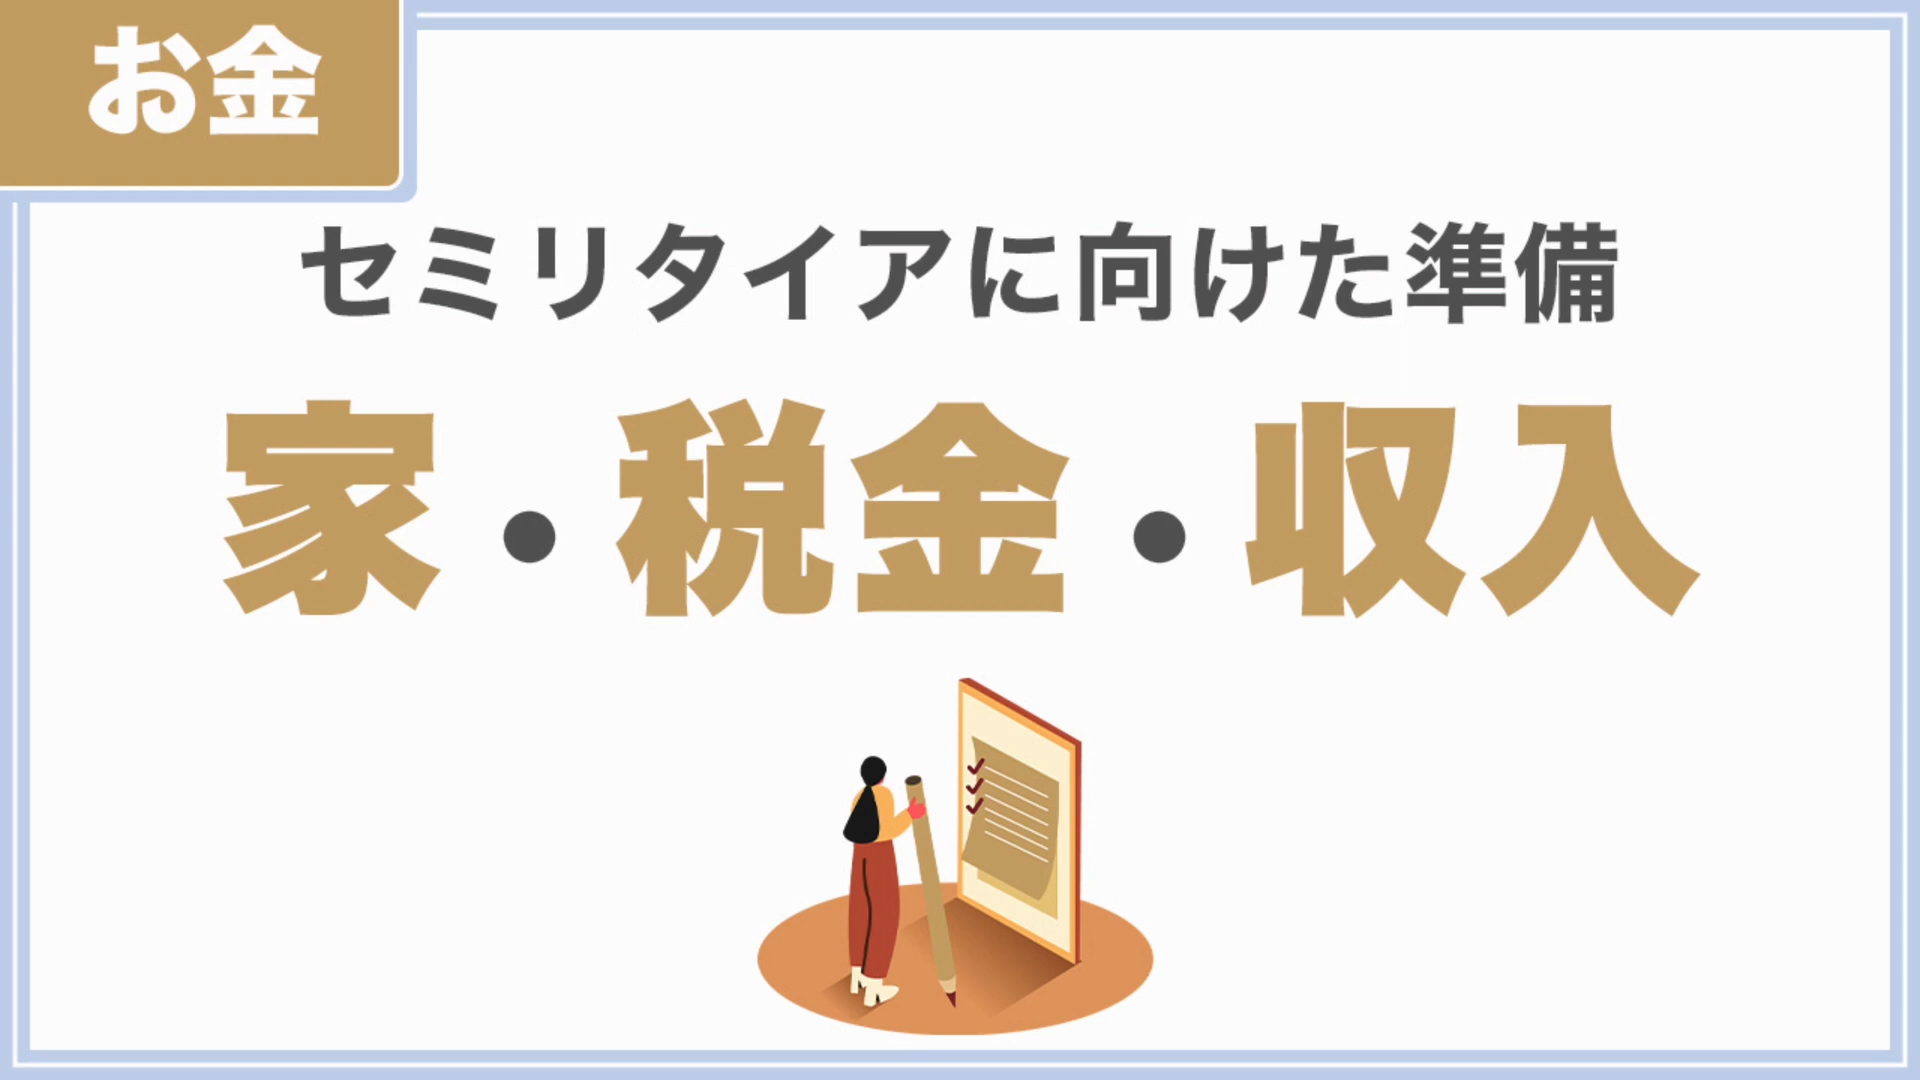 お金
セミリタイアに向けた準備
家・税金・収入